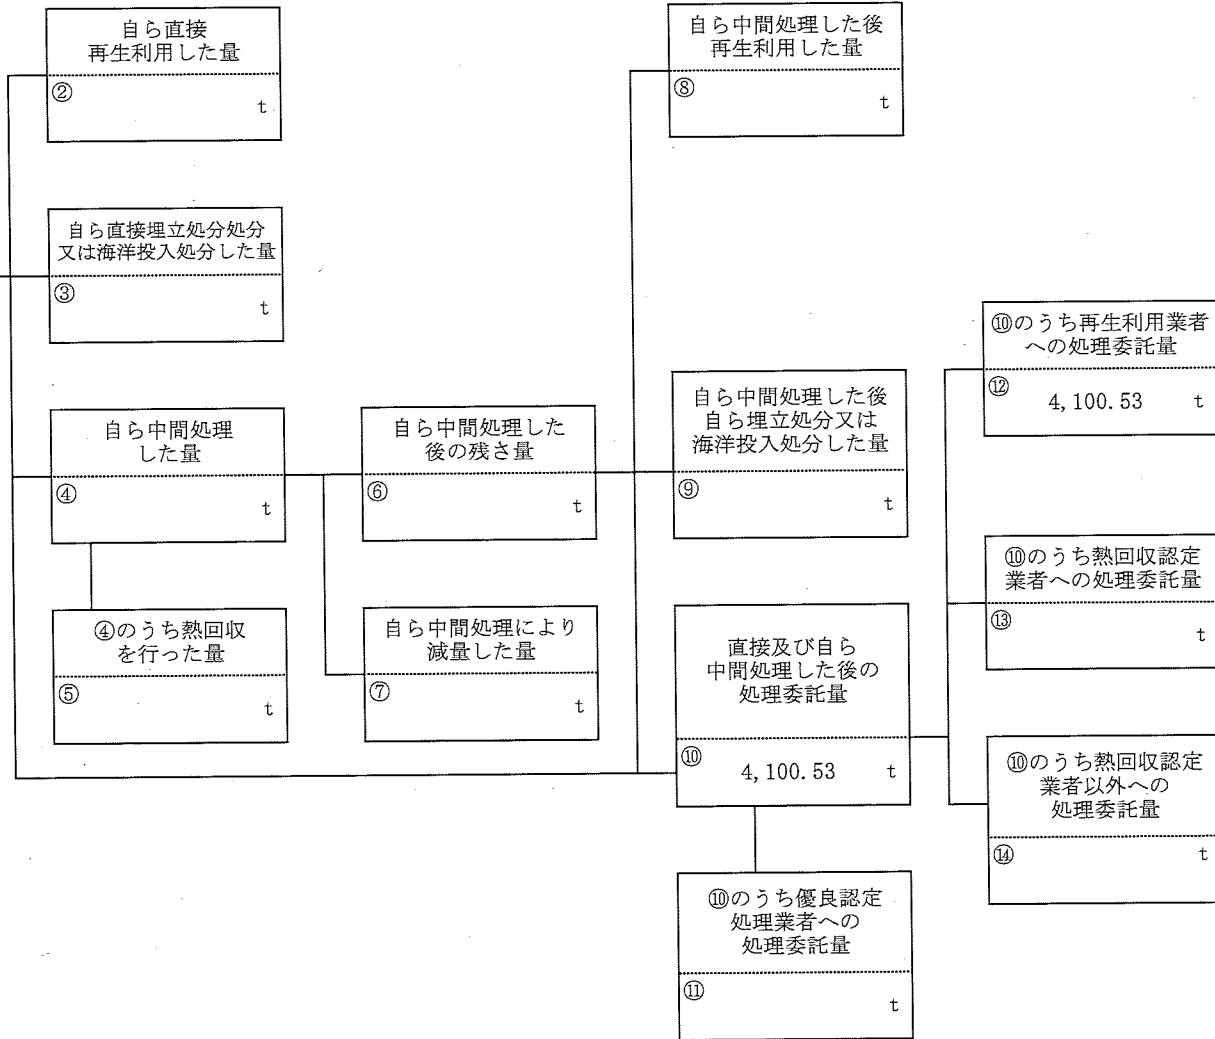 自ら直接
再生利用した量
②
t
自ら直接埋立処分処分
又は海洋投入処分した量
③
t
自ら中間処理
した量
④
t
④のうち熱回収
を行った量
⑤
t
自ら中間処理した
後の残さ量
⑥
t
自ら中間処理により
減量した量
⑦
t
自ら中間処理した後
再生利用した量
⑧
t
自ら中間処理した後
自ら埋立処分又は
海洋投入処分した量
⑨
t
直接及び自ら
中間処理した後の
処理委託量
⑩ 4,100.53 t
⑩のうち優良認定
処理業者への
処理委託量
⑪
t
⑩のうち再生利用業者
への処理委託量
⑫ 4,100.53 t
⑩のうち熱回収認定
業者への処理委託量
⑬
t
⑩のうち熱回収認定
業者以外への
処理委託量
⑭ t